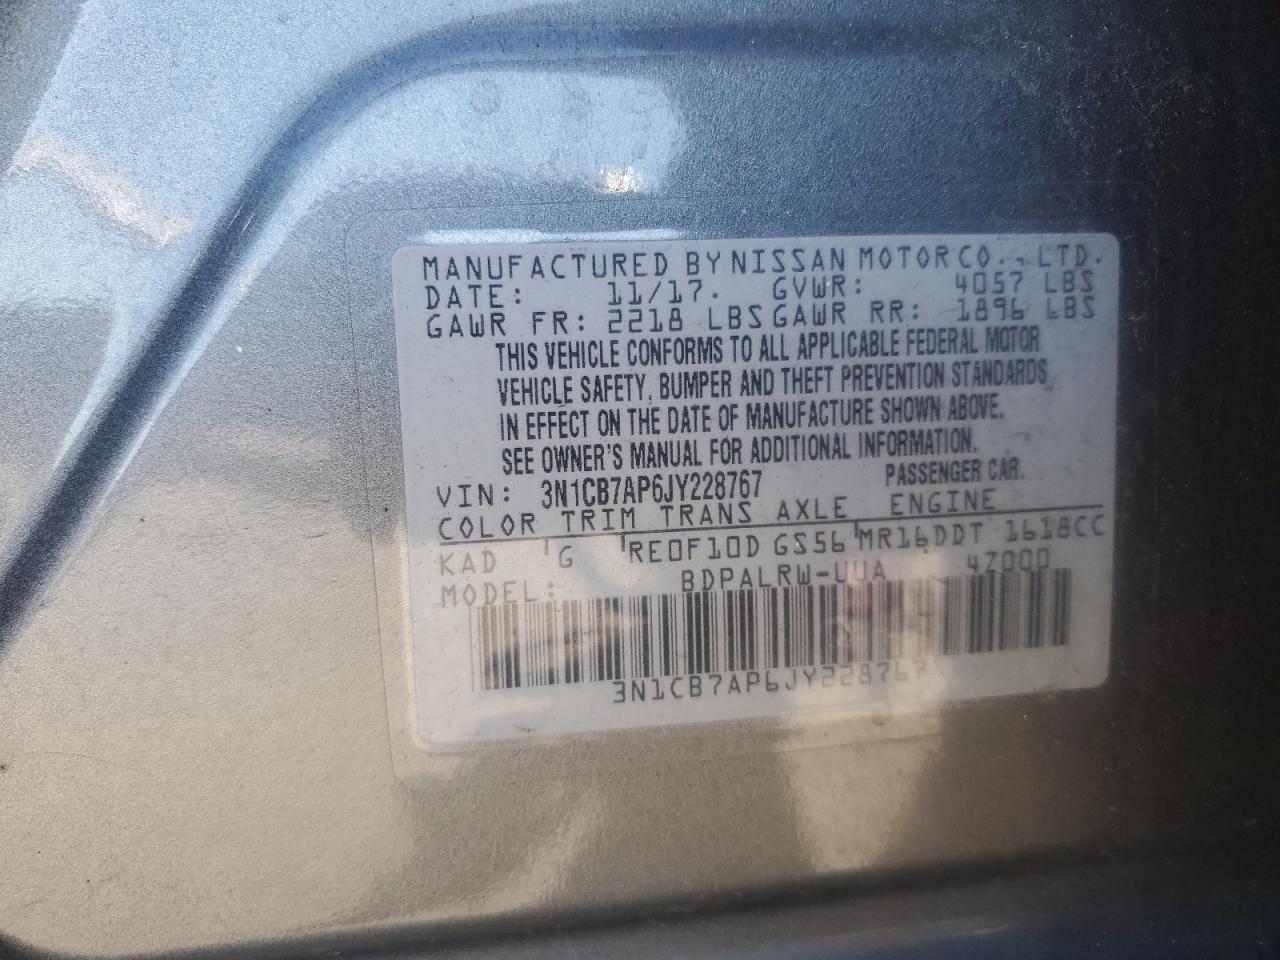 MANUFACTURED BY NISSAN MOTOR CO., LTD.
DATE: 11/17. GVWR: 4057 LBS
GAWR FR: 2218 LBS GAWR RR: 1896 LBS
THIS VEHICLE CONFORMS TO ALL APPLICABLE FEDERAL MOTOR
VEHICLE SAFETY, BUMPER AND THEFT PREVENTION STANDARDS
IN EFFECT ON THE DATE OF MANUFACTURE SHOWN ABOVE.
SEE OWNER'S MANUAL FOR ADDITIONAL INFORMATION.
VIN: 3N1CB7AP6JY228767 PASSENGER CAR.
COLOR TRIM TRANS AXLE ENGINE
KAD G RE0F10D GS56 MR16DDT 1618CC
MODEL: BDPALRW-UUA 4Z000
3N1CB7AP6JY228767